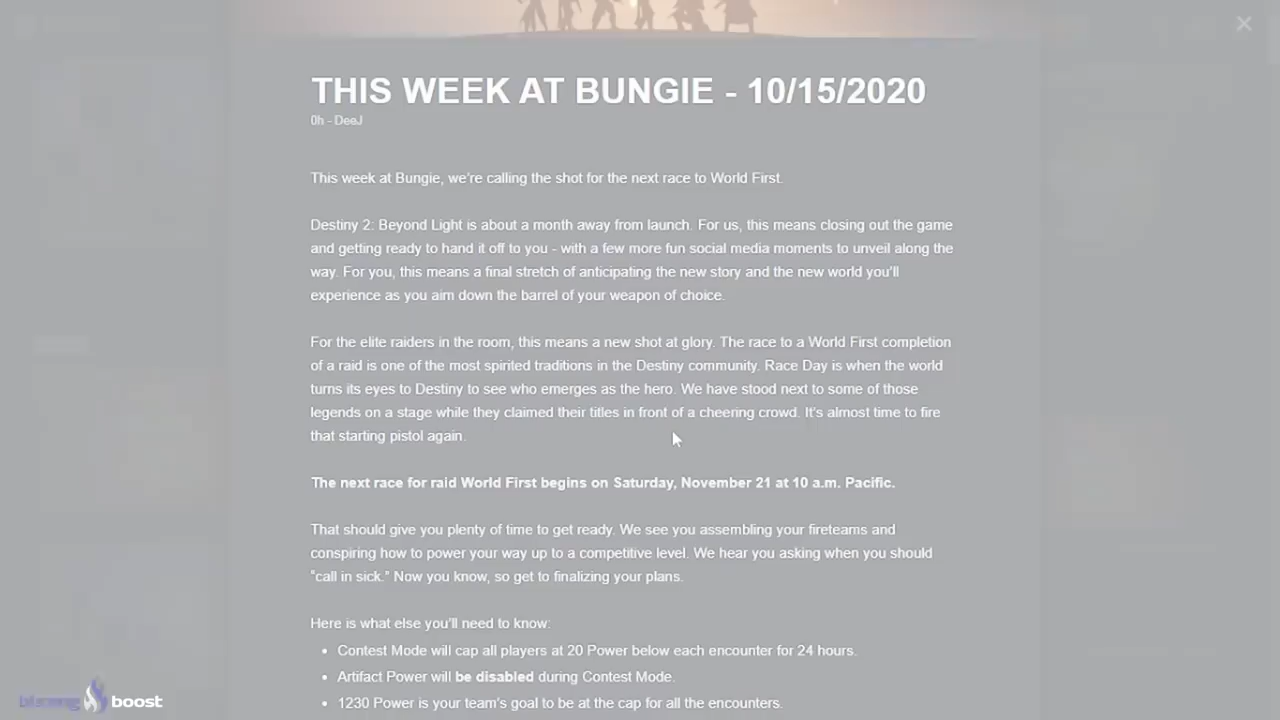 THIS WEEK AT BUNGIE - 10/15/2020
0h - DeeJ
This week at Bungie, we're calling the shot for the next race to World First.
Destiny 2: Beyond Light is about a month away from launch. For us, this means closing out the game
and getting ready to hand it off to you - with a few more fun social media moments to unveil along the
way. For you, this means a final stretch of anticipating the new story and the new world you'll
experience as you aim down the barrel of your weapon of choice.
For the elite raiders in the room, this means a new shot at glory. The race to a World First completion
of a raid is one of the most spirited traditions in the Destiny community. Race Day is when the world
turns its eyes to Destiny to see who emerges as the hero. We have stood next to some of those
legends on a stage while they claimed their titles in front of a cheering crowd. It's almost time to fire
that starting pistol again.
The next race for raid World First begins on Saturday, November 21 at 10 a.m. Pacific.
That should give you plenty of time to get ready. We see you assembling your fireteams and
conspiring how to power your way up to a competitive level. We hear you asking when you should
"call in sick." Now you know, so get to finalizing your plans.
Here is what else you'll need to know:
• Contest Mode will cap all players at 20 Power below each encounter for 24 hours.
• Artifact Power will be disabled during Contest Mode.
• 1230 Power is your team's goal to be at the cap for all the encounters.
boost